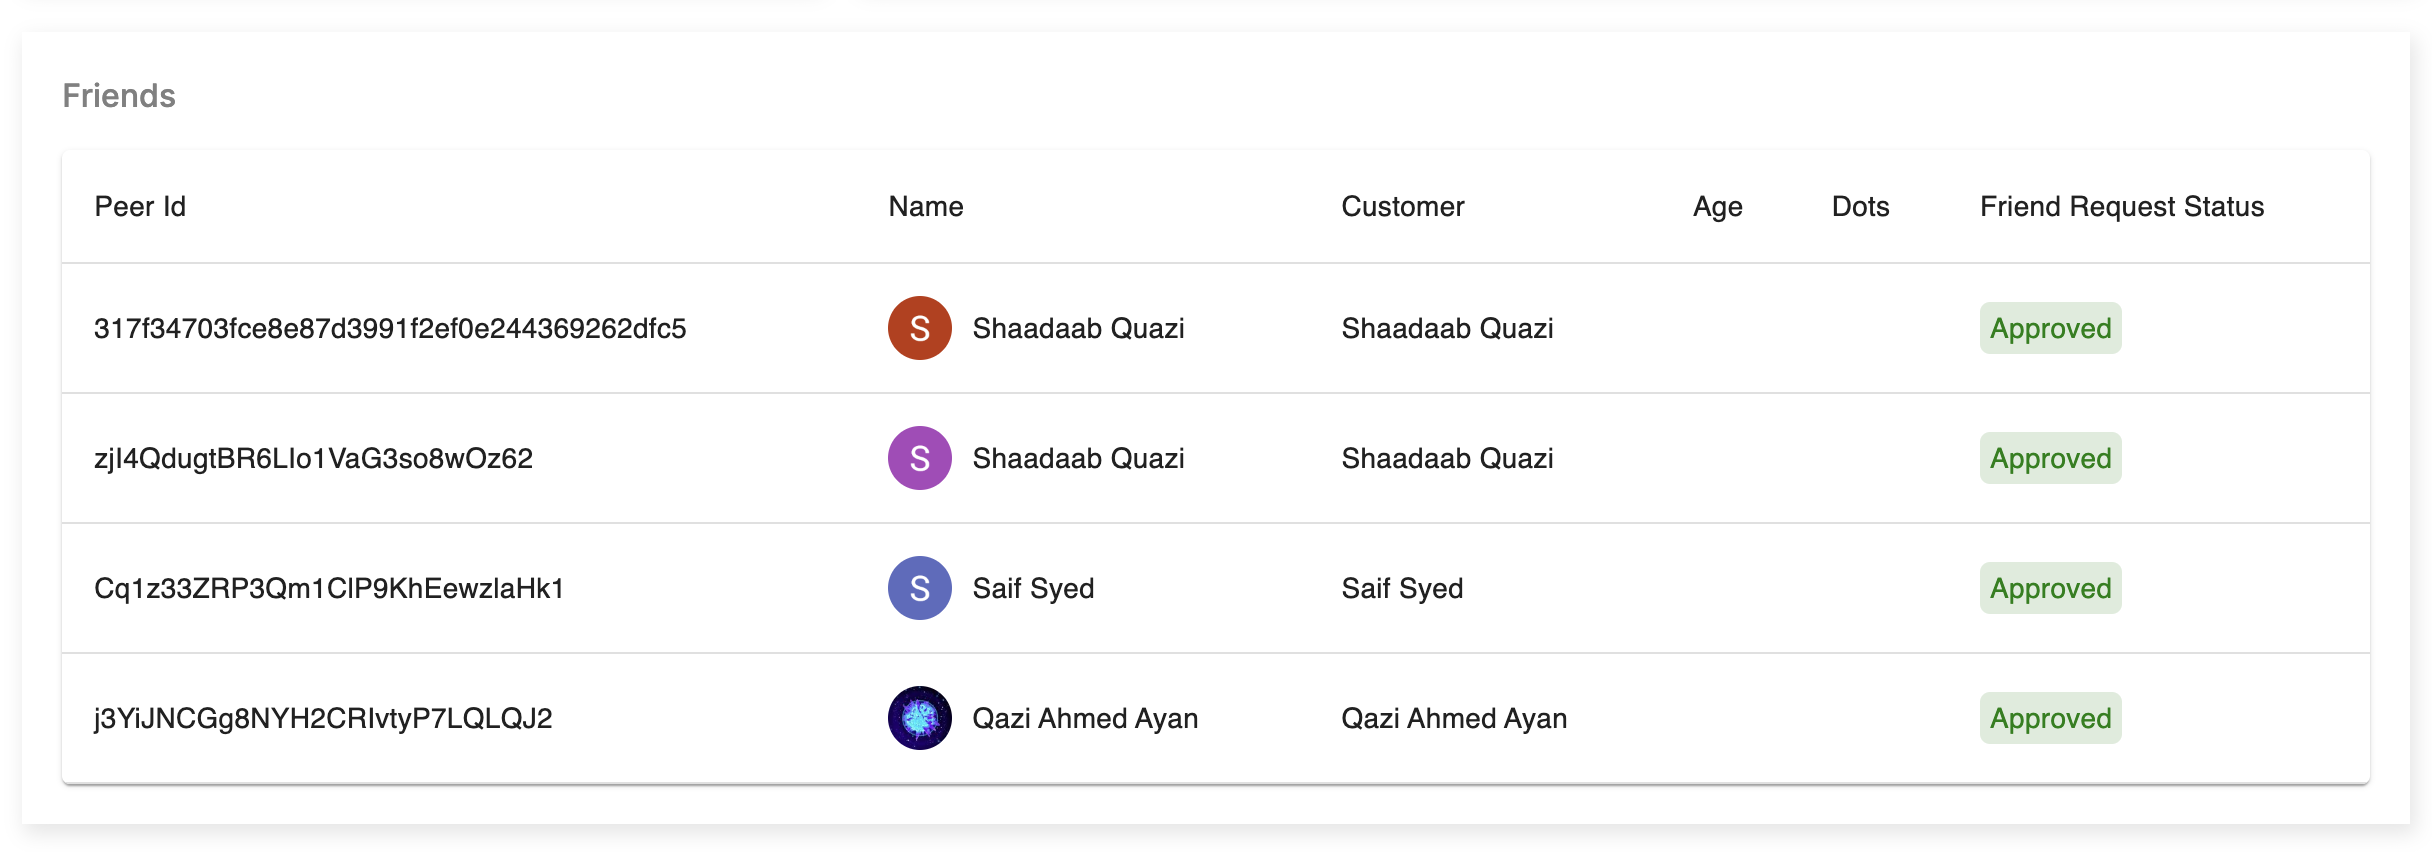 Friends
Peer Id Name Customer Age Dots Friend Request Status
317f34703fce8e87d3991f2ef0e244369262dfc5 S Shaadaab Quazi Shaadaab Quazi Approved
zjI4QdugtBR6LIo1VaG3so8wOz62 S Shaadaab Quazi Shaadaab Quazi Approved
Cq1z33ZRP3Qm1ClP9KhEewzlaHk1 S Saif Syed Saif Syed Approved
j3YiJNCGg8NYH2CRIvtyP7LQLQJ2 Qazi Ahmed Ayan Qazi Ahmed Ayan Approved